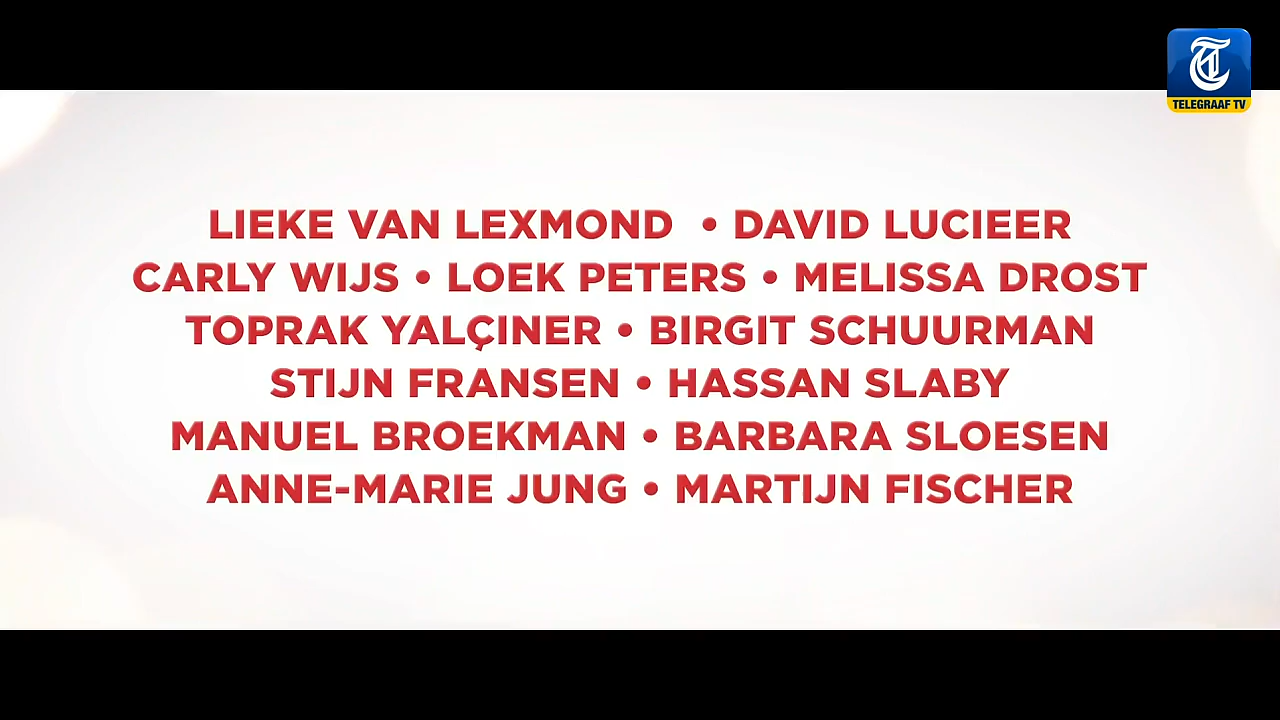 TELEGRAAF TV
LIEKE VAN LEXMOND • DAVID LUCIEER
CARLY WIJS • LOEK PETERS • MELISSA DROST
TOPRAK YALÇINER • BIRGIT SCHUURMAN
STIJN FRANSEN • HASSAN SLABY
MANUEL BROEKMAN • BARBARA SLOESEN
ANNE-MARIE JUNG • MARTIJN FISCHER